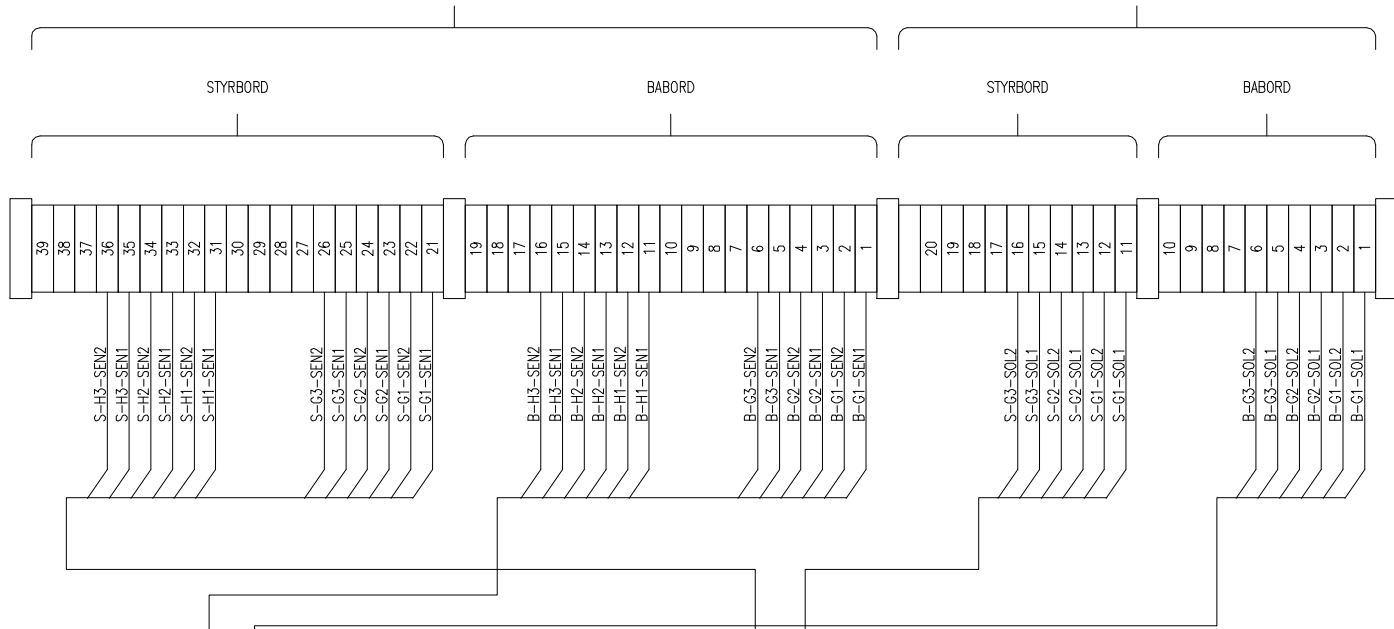 STYRBORD BABORD STYRBORD BABORD
39 38 37 36 35 34 33 32 31 30 29 28 27 26 25 24 23 22 21 19 18 17 16 15 14 13 12 11 10 9 8 7 6 5 4 3 2 1 20 19 18 17 16 15 14 13 12 11 10 9 8 7 6 5 4 3 2 1
S-H3-SEN2
S-H3-SEN1
S-H2-SEN2
S-H2-SEN1
S-H1-SEN2
S-H1-SEN1
S-G3-SEN2
S-G3-SEN1
S-G2-SEN2
S-G2-SEN1
S-G1-SEN2
S-G1-SEN1
B-H3-SEN2
B-H3-SEN1
B-H2-SEN2
B-H2-SEN1
B-H1-SEN2
B-H1-SEN1
B-G3-SEN2
B-G3-SEN1
B-G2-SEN2
B-G2-SEN1
B-G1-SEN2
B-G1-SEN1
S-G3-SOL2
S-G3-SOL1
S-G2-SOL2
S-G2-SOL1
S-G1-SOL2
S-G1-SOL1
B-G3-SOL2
B-G3-SOL1
B-G2-SOL2
B-G2-SOL1
B-G1-SOL2
B-G1-SOL1